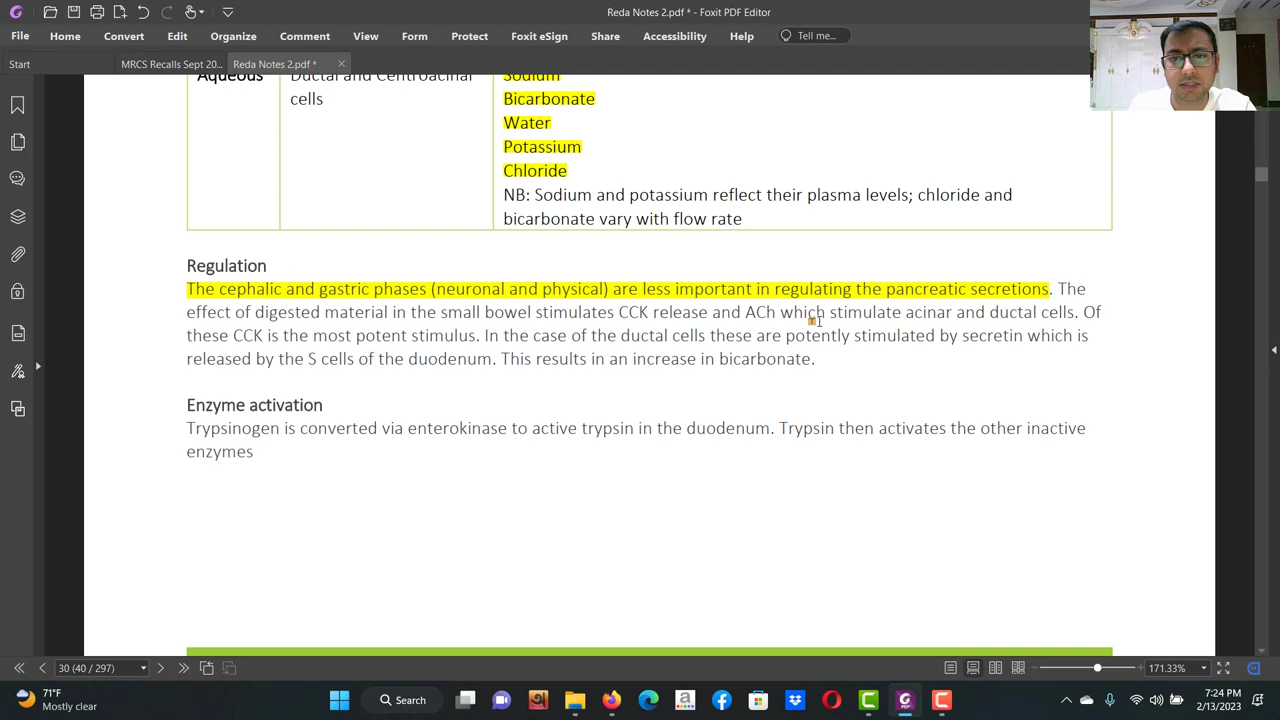 Reda Notes 2.pdf * - Foxit PDF Editor
File Home Convert Edit Organize Comment View Form Protect Foxit eSign Share Accessibility Help Tell me...
Start MRCS Recalls Sept 20... Reda Notes 2.pdf *
Aqueous Ductal and Centroacinar Sodium
cells Bicarbonate
Water
Potassium
Chloride
NB: Sodium and potassium reflect their plasma levels; chloride and
bicarbonate vary with flow rate
Regulation
The cephalic and gastric phases (neuronal and physical) are less important in regulating the pancreatic secretions. The
effect of digested material in the small bowel stimulates CCK release and ACh which stimulate acinar and ductal cells. Of
these CCK is the most potent stimulus. In the case of the ductal cells these are potently stimulated by secretin which is
released by the S cells of the duodenum. This results in an increase in bicarbonate.
Enzyme activation
Trypsinogen is converted via enterokinase to active trypsin in the duodenum. Trypsin then activates the other inactive
enzymes
30 (40 / 297) 171.33%
71°F
Mostly clear
Search
7:24 PM
2/13/2023